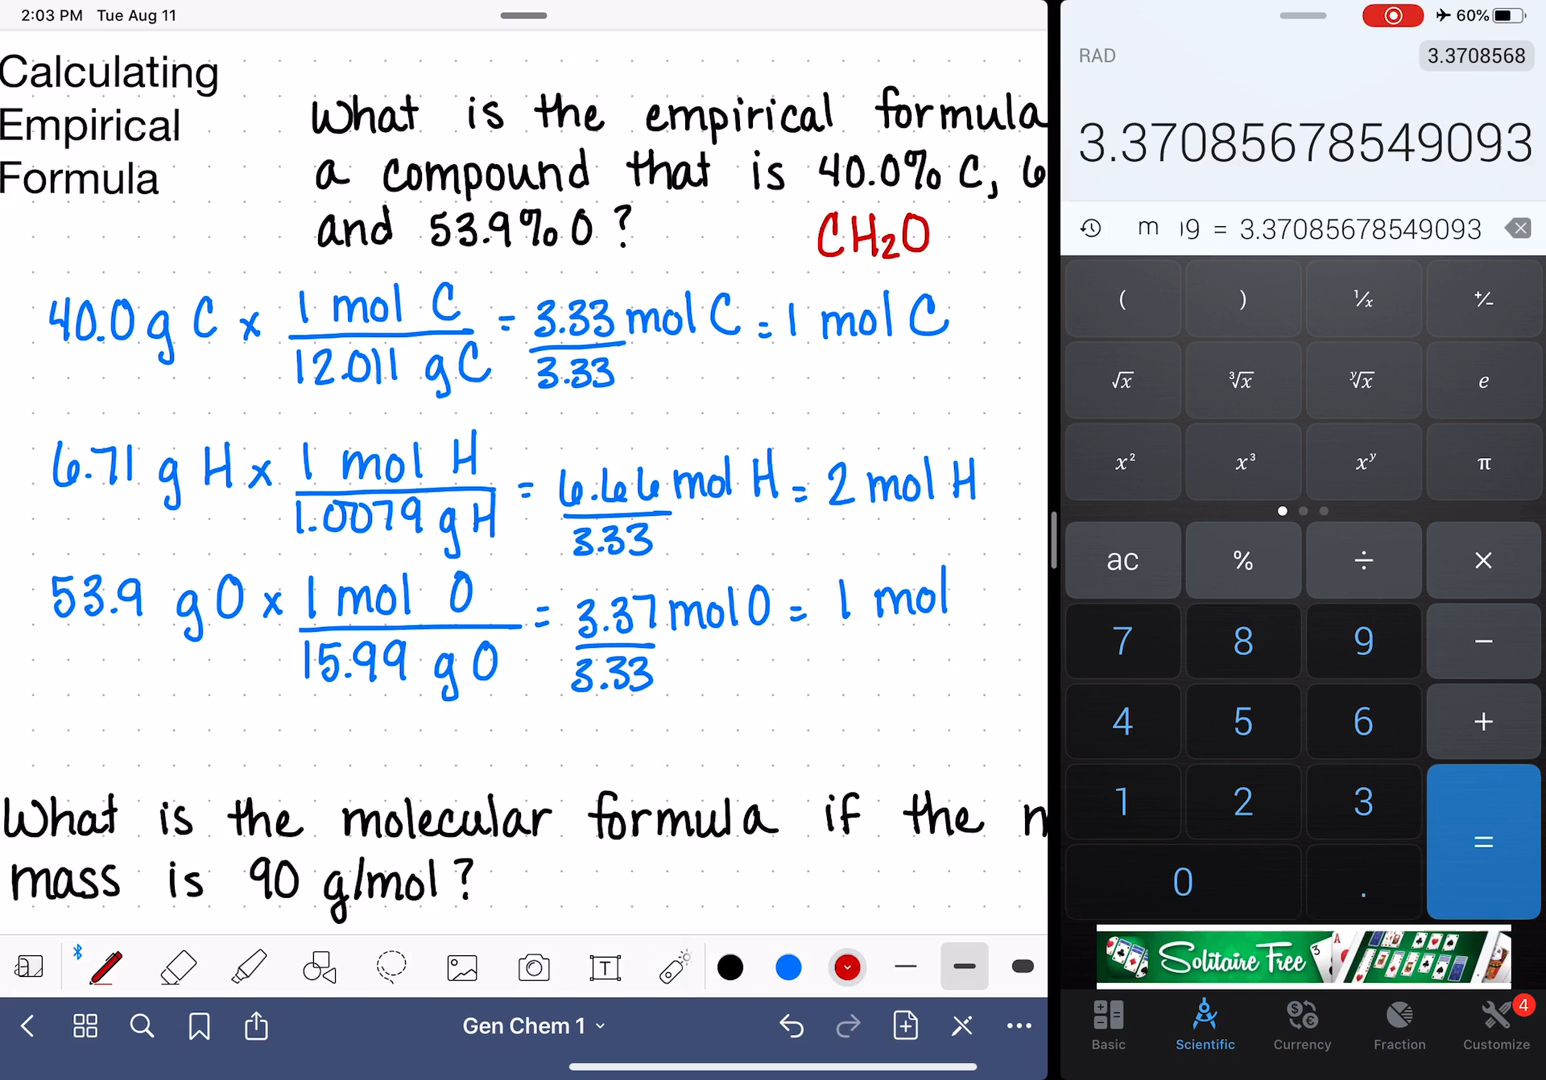 2:03 PM Tue Aug 11
60%
Calculating
Empirical
Formula
What is the empirical formula
a compound that is 40.0% C, 6
and 53.9% O ?
CH₂O
40.0 g C x 1 mol C / 12.011 g C = 3.33 / 3.33 mol C = 1 mol C
6.71 g H x 1 mol H / 1.0079 g H = 6.66 / 3.33 mol H = 2 mol H
53.9 g O x 1 mol O / 15.99 g O = 3.37 / 3.33 mol O = 1 mol
What is the molecular formula if the
mass is 90 g/mol ?
T
Gen Chem 1
RAD
3.3708568
3.37085678549093
m
9 = 3.37085678549093
( ) ¹/x +/-
√x ³√x ʸ√x e
x² x³ xʸ π
ac % ÷ ×
7 8 9 −
4 5 6 +
1 2 3 =
0 .
Solitaire Free
A
Basic Scientific Currency Fraction Customize
4